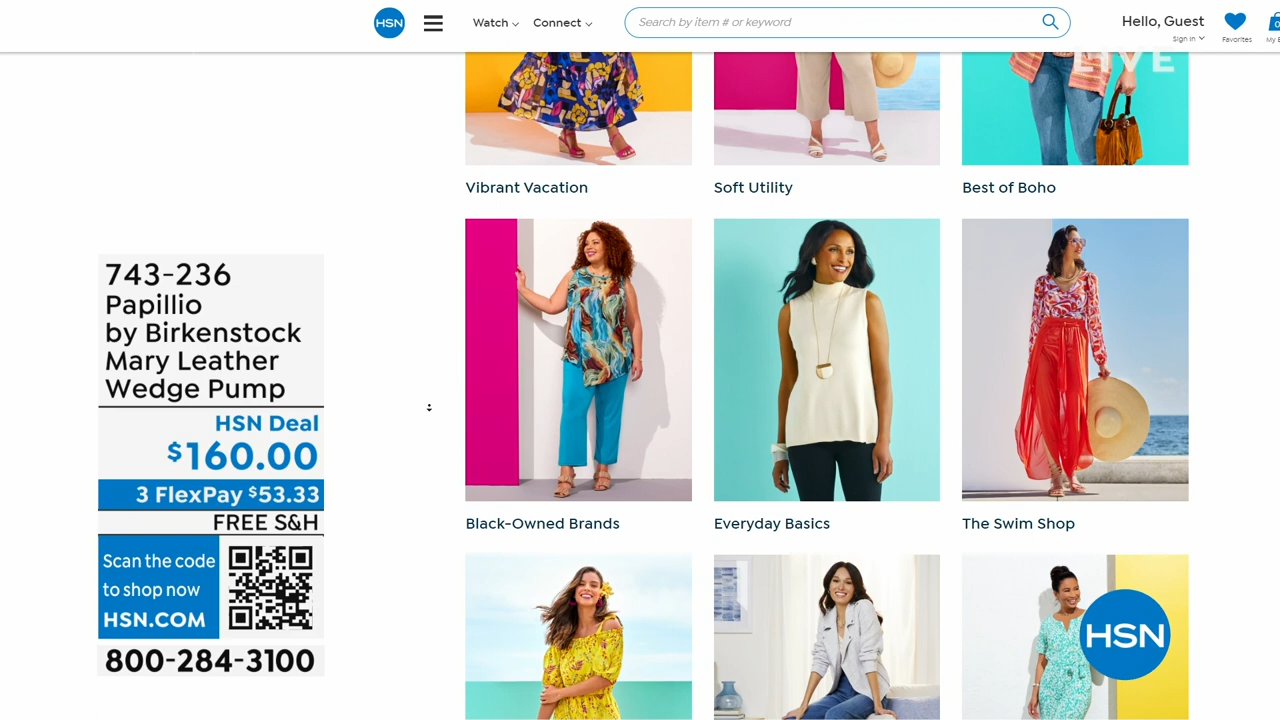 HSN
Watch
Connect
Search by item # or keyword
Hello, Guest
Sign In
Favorites
0
My
LIVE
Vibrant Vacation
Soft Utility
Best of Boho
743-236
Papillio
by Birkenstock
Mary Leather
Wedge Pump
HSN Deal
$160.00
3 FlexPay $53.33
FREE S&H
Scan the code
to shop now
HSN.COM
800-284-3100
Black-Owned Brands
Everyday Basics
The Swim Shop
HSN